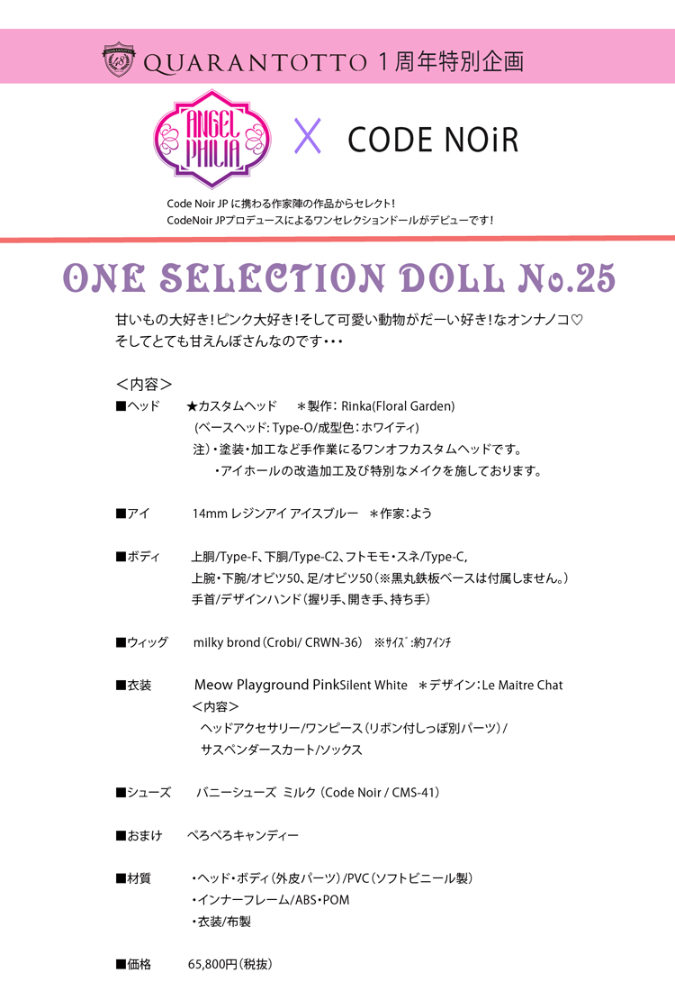 QUARANTOTTO
48
QUARANTOTTO １周年特別企画
ANGEL
PHILIA
X
CODE NOiR
Code Noir JP に携わる作家陣の作品からセレクト!
CodeNoir JPプロデュースによるワンセレクションドールがデビューです!
ONE SELECTION DOLL No.25
甘いもの大好き!ピンク大好き!そして可愛い動物がだーい好き!なオンナノコ♡
そしてとても甘えんぼさんなのです・・・
＜内容＞
■ヘッド ★カスタムヘッド ＊製作: Rinka(Floral Garden)
(ベースヘッド: Type-O/成型色:ホワイティ)
注)・塗装・加工など手作業にるワンオフカスタムヘッドです。
・アイホールの改造加工及び特別なメイクを施しております。
■アイ 14mm レジンアイ アイスブルー ＊作家:よう
■ボディ 上胴/Type-F、下胴/Type-C2、フトモモ・スネ/Type-C,
上腕・下腕/オビツ50、足/オビツ50(※黒丸鉄板ベースは付属しません。)
手首/デザインハンド(握り手、開き手、持ち手)
■ウィッグ milky brond(Crobi/ CRWN-36) ※ｻｲｽﾞ:約7インチ
■衣装 Meow Playground PinkSilent White ＊デザイン:Le Maitre Chat
＜内容＞
ヘッドアクセサリー/ワンピース(リボン付しっぽ別パーツ)/
サスペンダースカート/ソックス
■シューズ バニーシューズ ミルク (Code Noir / CMS-41)
■おまけ ぺろぺろキャンディー
■材質 ・ヘッド・ボディ(外皮パーツ)/PVC(ソフトビニール製)
・インナーフレーム/ABS・POM
・衣装/布製
■価格 65,800円(税抜)